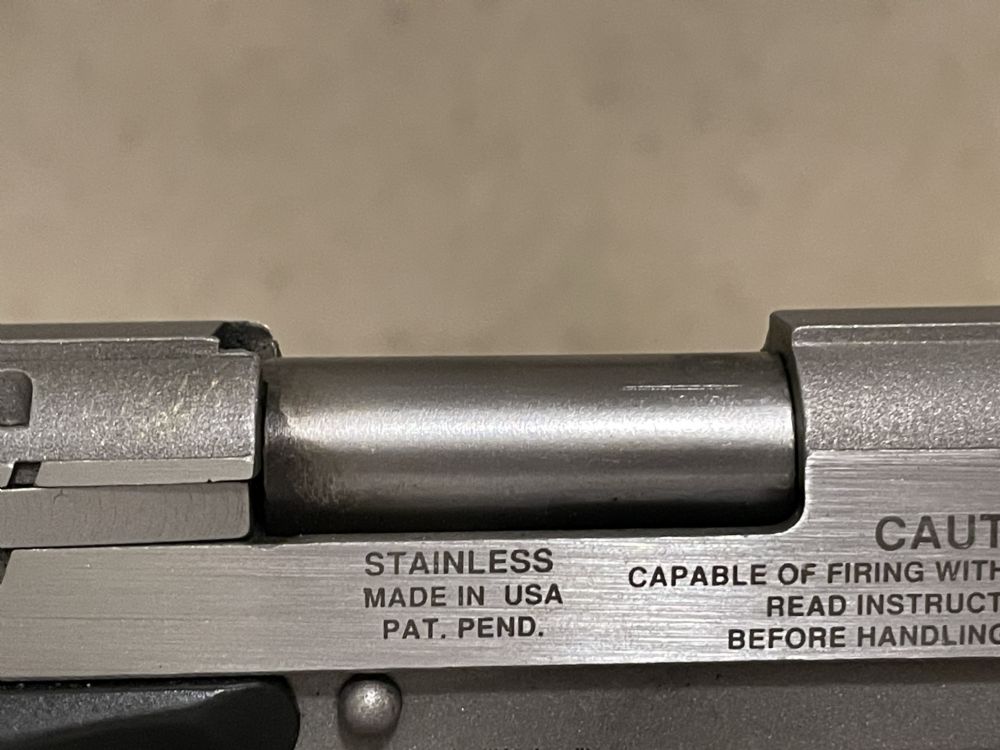 STAINLESS
MADE IN USA
PAT. PEND.
CAUT
CAPABLE OF FIRING WITH
READ INSTRUCT
BEFORE HANDLING